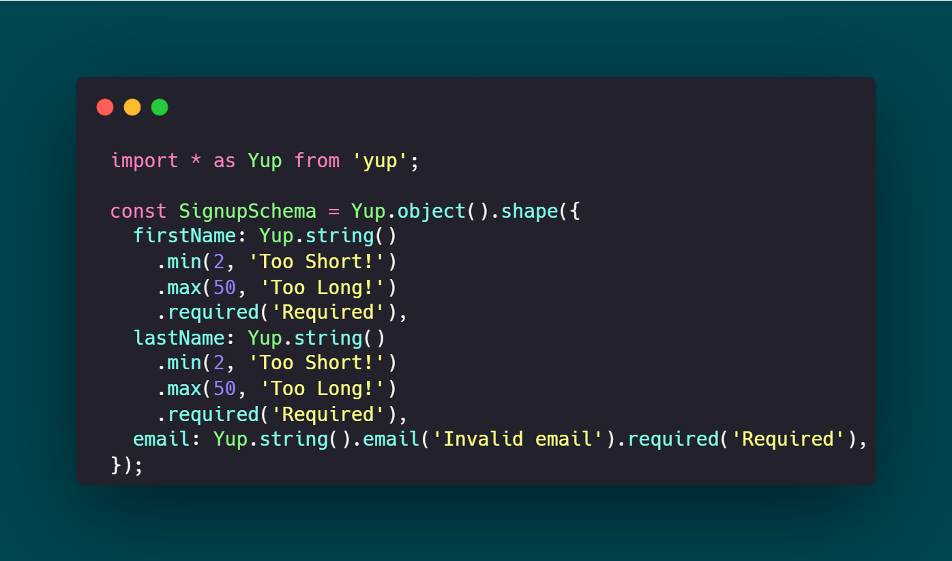 import * as Yup from 'yup';
const SignupSchema = Yup.object().shape({
  firstName: Yup.string()
    .min(2, 'Too Short!')
    .max(50, 'Too Long!')
    .required('Required'),
  lastName: Yup.string()
    .min(2, 'Too Short!')
    .max(50, 'Too Long!')
    .required('Required'),
  email: Yup.string().email('Invalid email').required('Required'),
});